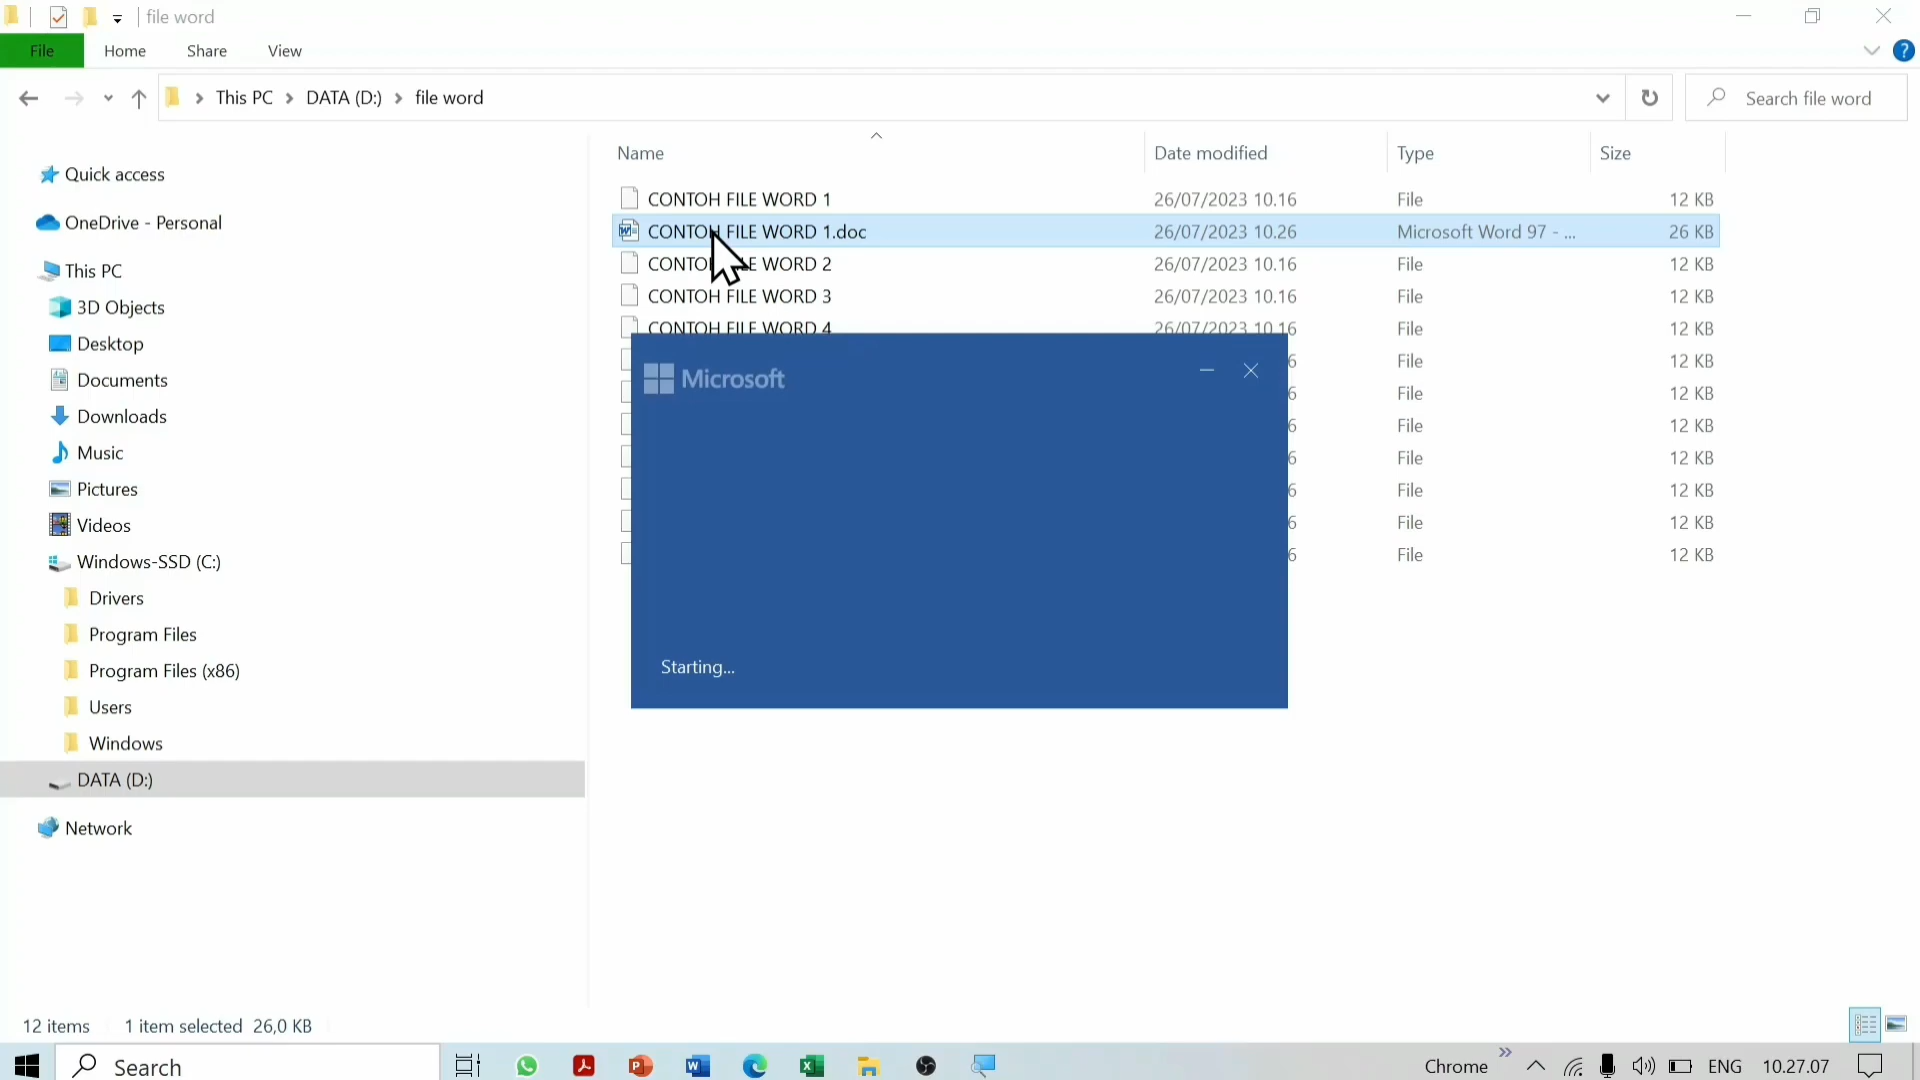 file word
File Home Share View
This PC > DATA (D:) > file word
Search file word
Name Date modified Type Size
Quick access
OneDrive - Personal
This PC
3D Objects
Desktop
Documents
Downloads
Music
Pictures
Videos
Windows-SSD (C:)
Drivers
Program Files
Program Files (x86)
Users
Windows
DATA (D:)
Network
CONTOH FILE WORD 1 26/07/2023 10.16 File 12 KB
CONTOH FILE WORD 1.doc 26/07/2023 10.26 Microsoft Word 97 - ... 26 KB
CONTOH FILE WORD 2 26/07/2023 10.16 File 12 KB
CONTOH FILE WORD 3 26/07/2023 10.16 File 12 KB
CONTOH FILE WORD 4 26/07/2023 10.16 File 12 KB
6 File 12 KB
6 File 12 KB
6 File 12 KB
6 File 12 KB
6 File 12 KB
6 File 12 KB
6 File 12 KB
Microsoft
Starting...
12 items 1 item selected 26,0 KB
Search
Chrome ENG 10.27.07